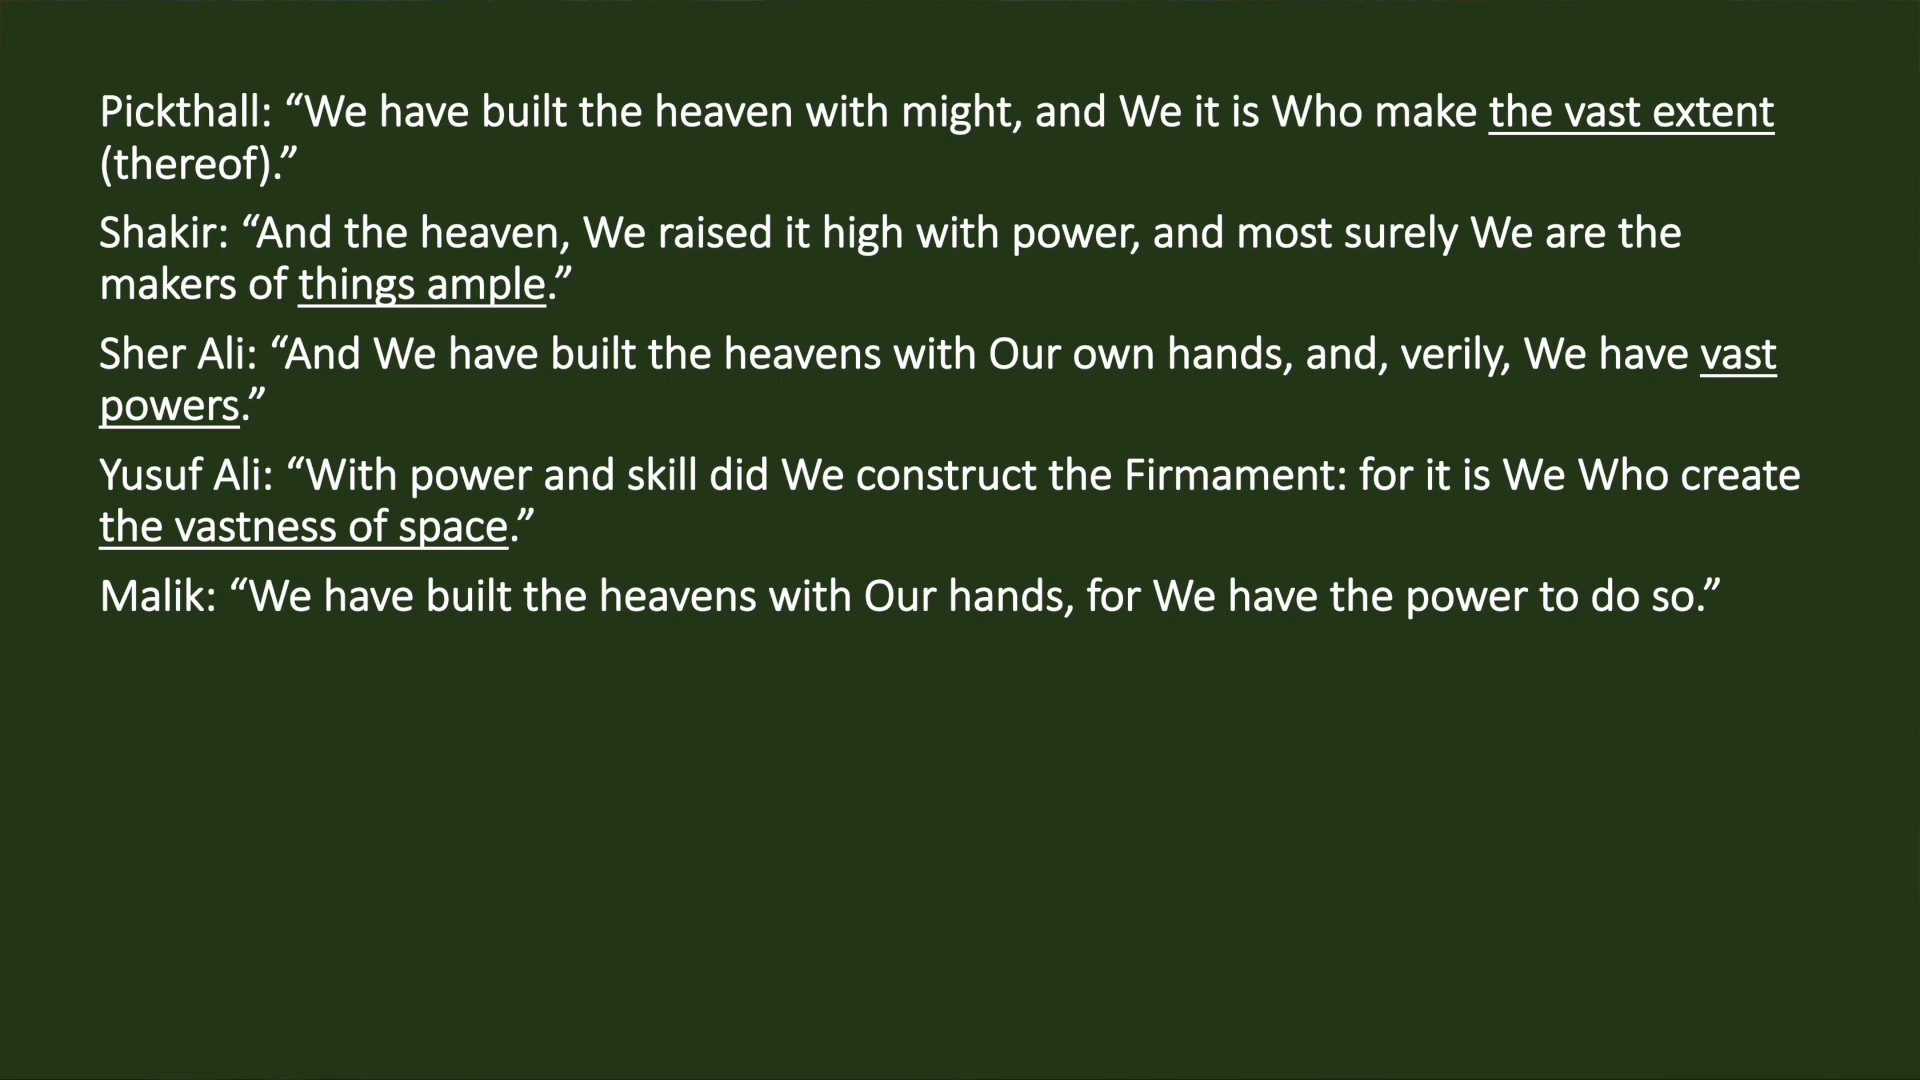 Pickthall: “We have built the heaven with might, and We it is Who make the vast extent
(thereof).”
Shakir: “And the heaven, We raised it high with power, and most surely We are the
makers of things ample.”
Sher Ali: “And We have built the heavens with Our own hands, and, verily, We have vast
powers.”
Yusuf Ali: “With power and skill did We construct the Firmament: for it is We Who create
the vastness of space.”
Malik: “We have built the heavens with Our hands, for We have the power to do so.”